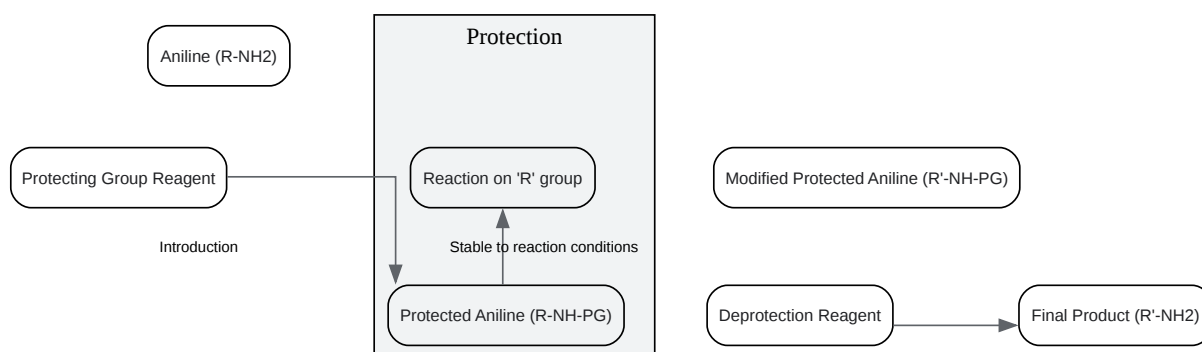 Protection
Aniline (R-NH2)
Protecting Group Reagent
Reaction on 'R' group
Modified Protected Aniline (R'-NH-PG)
Introduction
Stable to reaction conditions
Protected Aniline (R-NH-PG)
Deprotection Reagent
Final Product (R'-NH2)